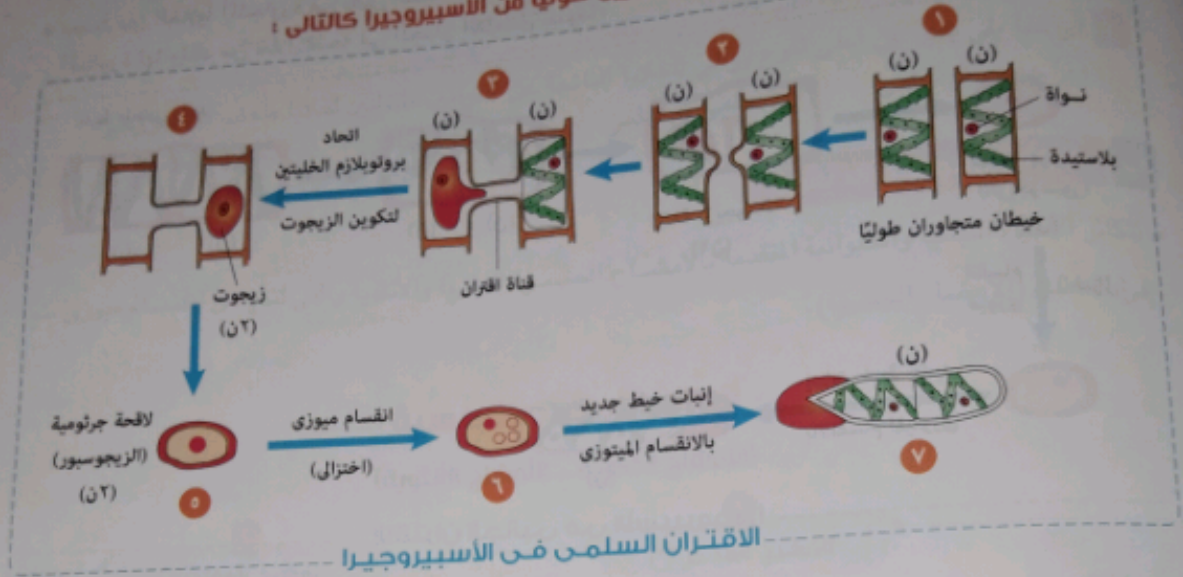 من الأسبيروجيرا كالتالى :
١
(ن)
(ن)
نواة
بلاستيدة
خيطان متجاوران طوليًا
٢
(ن)
(ن)
٣
(ن)
(ن)
قناة اقتران
اتحاد
بروتوبلازم الخليتين
لتكوين الزيجوت
٤
زيجوت
(٢ن)
لاقحة جرثومية
(الزيجوسبور)
(٢ن)
٥
انقسام ميوزى
(اختزالى)
٦
إنبات خيط جديد
بالانقسام الميتوزى
(ن)
٧
الاقتران السلمى فى الأسبيروجيرا